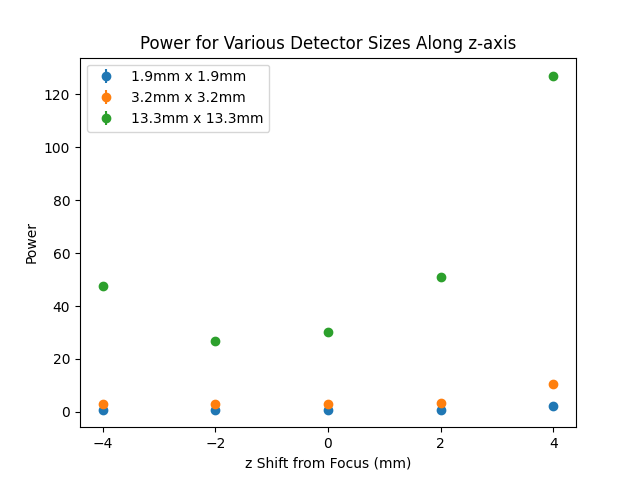 Power for Various Detector Sizes Along z-axis
1.9mm x 1.9mm
3.2mm x 3.2mm
13.3mm x 13.3mm
Power
120
100
80
60
40
20
0
−4
−2
0
2
4
z Shift from Focus (mm)